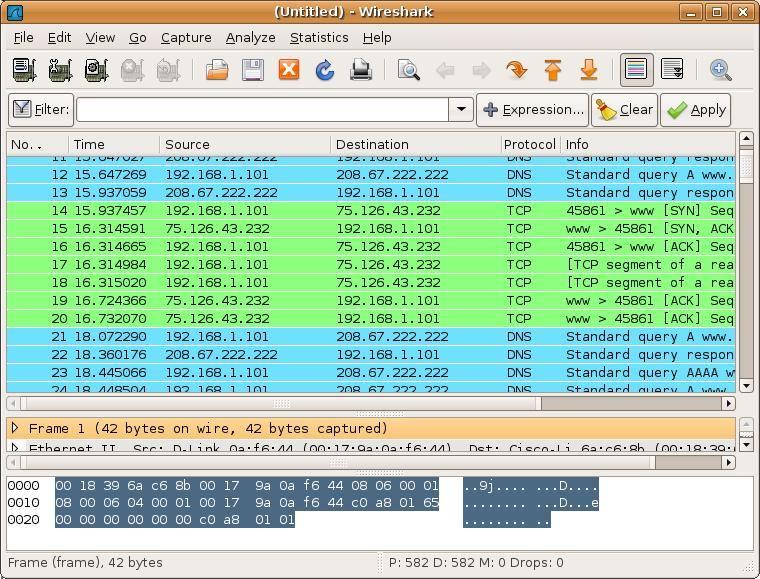 (Untitled) - Wireshark
File Edit View Go Capture Analyze Statistics Help
Filter: Expression... Clear Apply
No. . Time Source Destination Protocol Info
11 15.647027 208.67.222.222 192.168.1.101 DNS Standard query respon
12 15.647269 192.168.1.101 208.67.222.222 DNS Standard query A www.
13 15.937059 208.67.222.222 192.168.1.101 DNS Standard query respon
14 15.937457 192.168.1.101 75.126.43.232 TCP 45861 > www [SYN] Seq
15 16.314591 75.126.43.232 192.168.1.101 TCP www > 45861 [SYN, ACK
16 16.314665 192.168.1.101 75.126.43.232 TCP 45861 > www [ACK] Seq
17 16.314984 192.168.1.101 75.126.43.232 TCP [TCP segment of a rea
18 16.315020 192.168.1.101 75.126.43.232 TCP [TCP segment of a rea
19 16.724366 75.126.43.232 192.168.1.101 TCP www > 45861 [ACK] Seq
20 16.732070 75.126.43.232 192.168.1.101 TCP www > 45861 [ACK] Seq
21 18.072290 192.168.1.101 208.67.222.222 DNS Standard query A www.
22 18.360176 208.67.222.222 192.168.1.101 DNS Standard query respon
23 18.445066 192.168.1.101 208.67.222.222 DNS Standard query AAAA w
24 18.448504 192.168.1.101 208.67.222.222 DNS Standard query A www.
Frame 1 (42 bytes on wire, 42 bytes captured)
Ethernet II, Src: D-Link_0a:f6:44 (00:17:9a:0a:f6:44), Dst: Cisco-Li_6a:c6:8b (00:18:39:
0000 00 18 39 6a c6 8b 00 17 9a 0a f6 44 08 06 00 01 ..9j.... ...D....
0010 08 00 06 04 00 01 00 17 9a 0a f6 44 c0 a8 01 65 ........ ...D...e
0020 00 00 00 00 00 00 c0 a8 01 01 ........ ..
Frame (frame), 42 bytes P: 582 D: 582 M: 0 Drops: 0